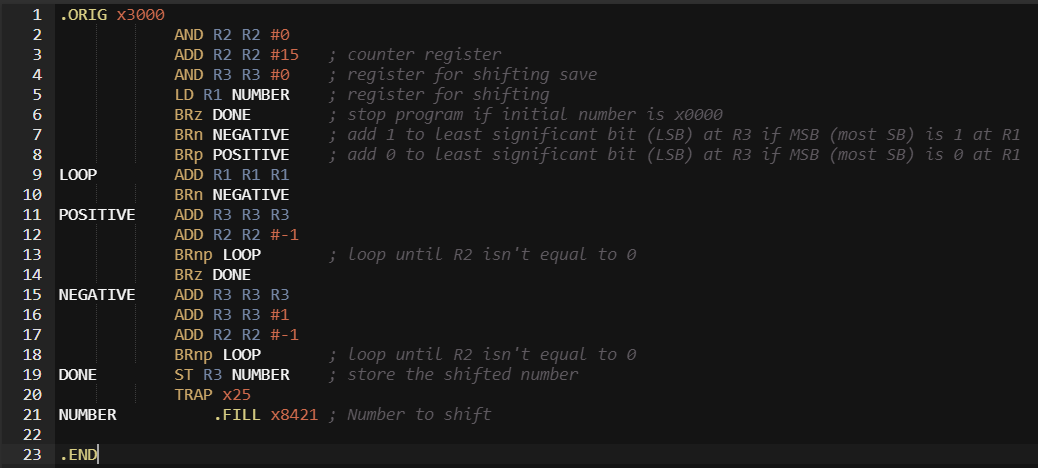 1 .ORIG x3000
2 AND R2 R2 #0
3 ADD R2 R2 #15 ; counter register
4 AND R3 R3 #0 ; register for shifting save
5 LD R1 NUMBER ; register for shifting
6 BRz DONE ; stop program if initial number is x0000
7 BRn NEGATIVE ; add 1 to least significant bit (LSB) at R3 if MSB (most SB) is 1 at R1
8 BRp POSITIVE ; add 0 to least significant bit (LSB) at R3 if MSB (most SB) is 0 at R1
9 LOOP ADD R1 R1 R1
10 BRn NEGATIVE
11 POSITIVE ADD R3 R3 R3
12 ADD R2 R2 #-1
13 BRnp LOOP ; loop until R2 isn't equal to 0
14 BRz DONE
15 NEGATIVE ADD R3 R3 R3
16 ADD R3 R3 #1
17 ADD R2 R2 #-1
18 BRnp LOOP ; loop until R2 isn't equal to 0
19 DONE ST R3 NUMBER ; store the shifted number
20 TRAP x25
21 NUMBER .FILL x8421 ; Number to shift
22
23 .END